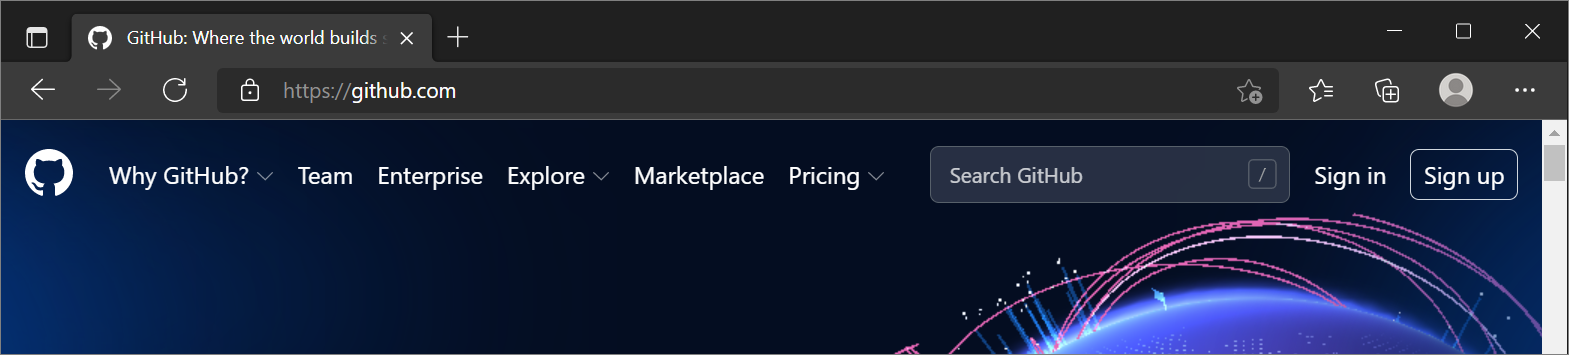 GitHub: Where the world builds
https://github.com
Why GitHub? Team Enterprise Explore Marketplace Pricing Search GitHub / Sign in Sign up